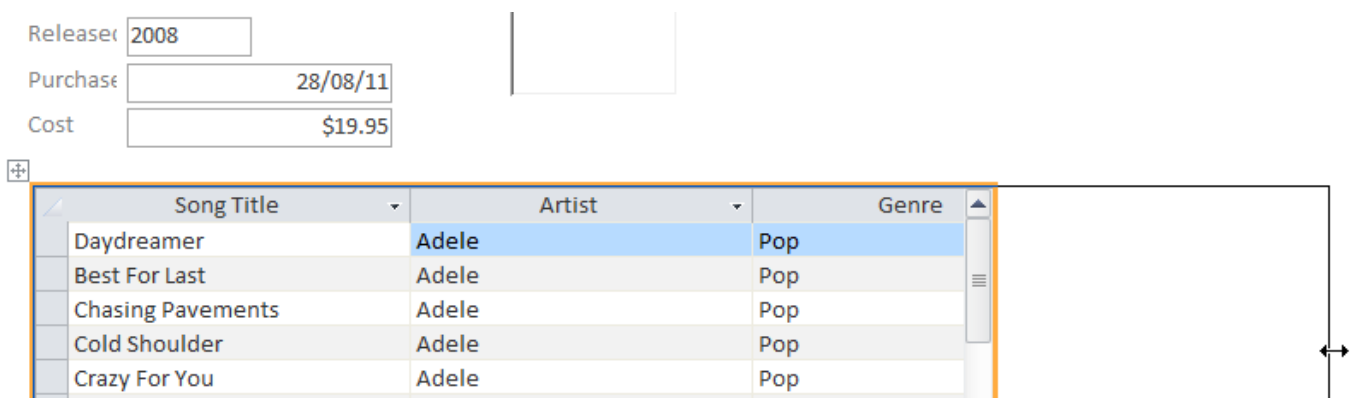 Released 2008
Purchase 28/08/11
Cost $19.95
Song Title Artist Genre
Daydreamer Adele Pop
Best For Last Adele Pop
Chasing Pavements Adele Pop
Cold Shoulder Adele Pop
Crazy For You Adele Pop